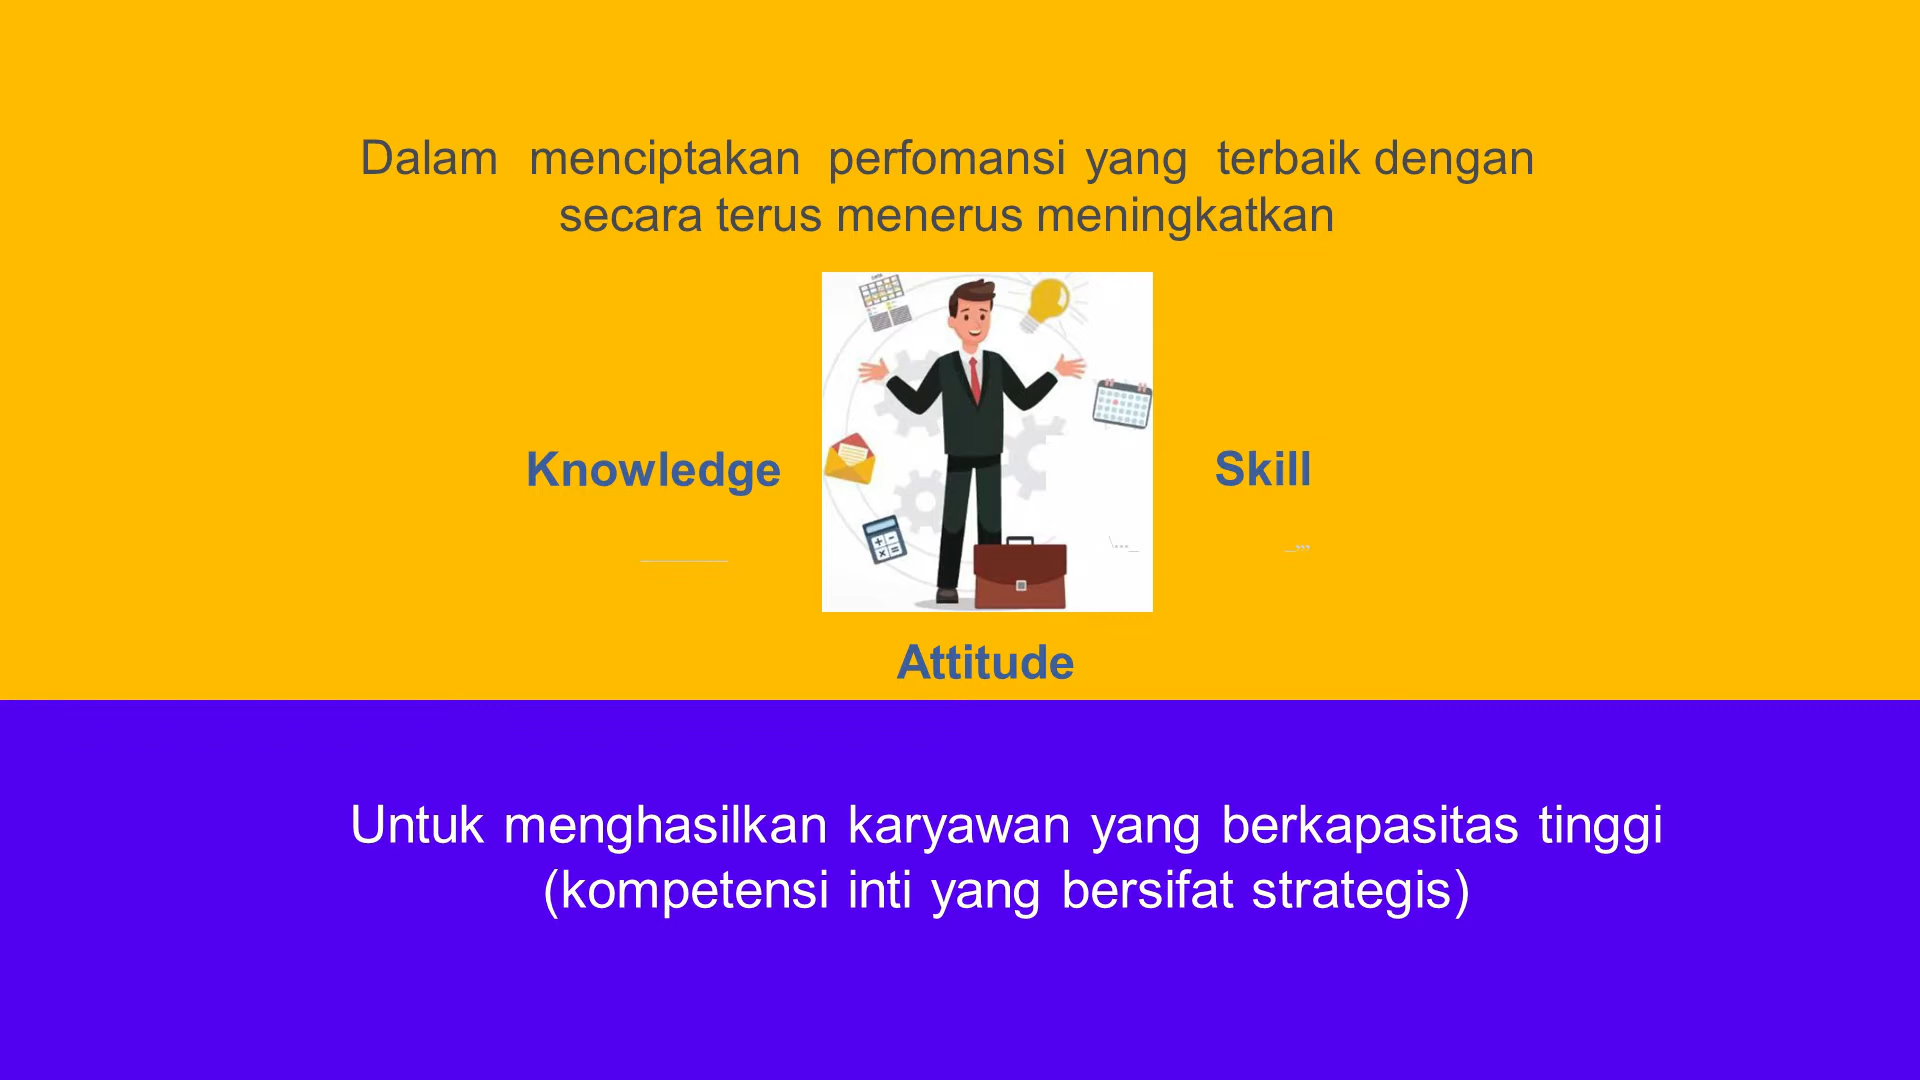 Dalam menciptakan perfomansi yang terbaik dengan
secara terus menerus meningkatkan
Knowledge
Skill
Attitude
Untuk menghasilkan karyawan yang berkapasitas tinggi
(kompetensi inti yang bersifat strategis)